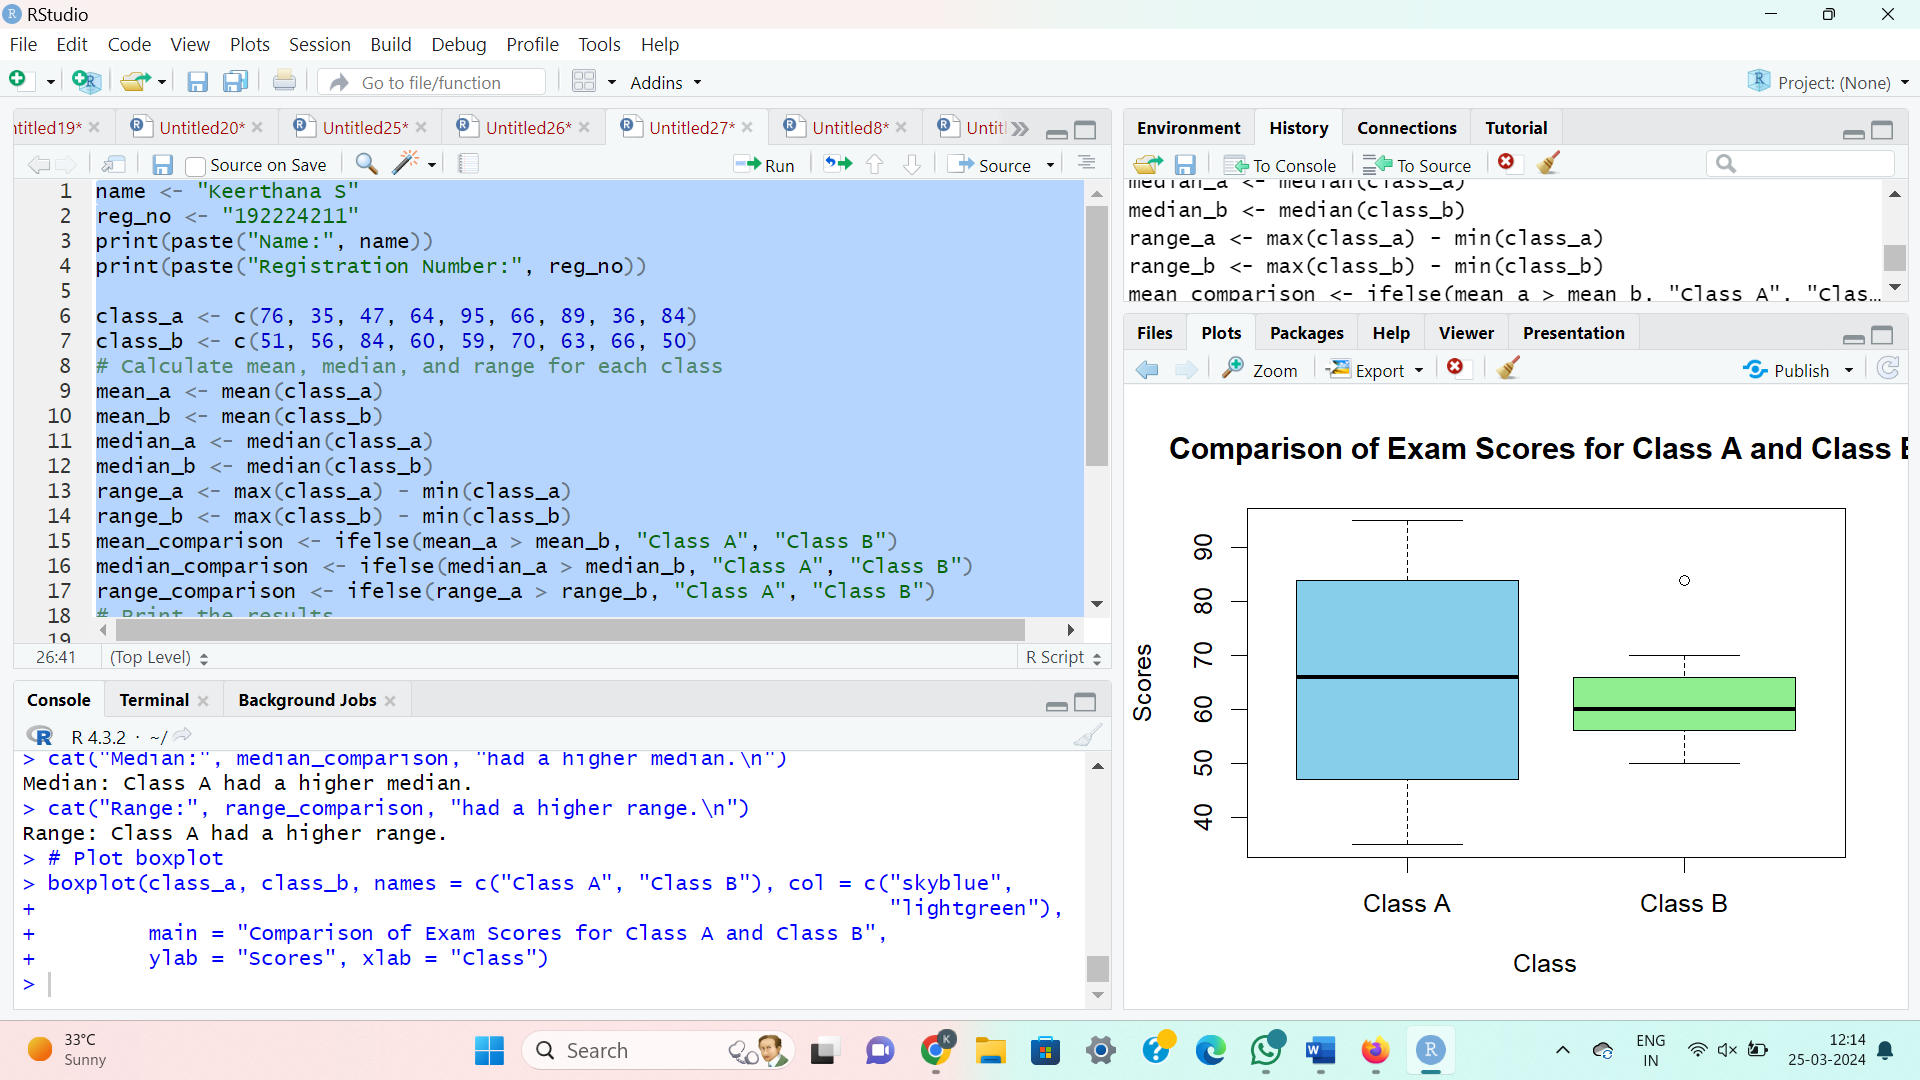 RStudio
File Edit Code View Plots Session Build Debug Profile Tools Help
Go to file/function Addins Project: (None)
ntitled19* Untitled20* Untitled25* Untitled26* Untitled27* Untitled8* Untitl
Source on Save Run Source
1 name <- "Keerthana S"
2 reg_no <- "192224211"
3 print(paste("Name:", name))
4 print(paste("Registration Number:", reg_no))
5
6 class_a <- c(76, 35, 47, 64, 95, 66, 89, 36, 84)
7 class_b <- c(51, 56, 84, 60, 59, 70, 63, 66, 50)
8 # Calculate mean, median, and range for each class
9 mean_a <- mean(class_a)
10 mean_b <- mean(class_b)
11 median_a <- median(class_a)
12 median_b <- median(class_b)
13 range_a <- max(class_a) - min(class_a)
14 range_b <- max(class_b) - min(class_b)
15 mean_comparison <- ifelse(mean_a > mean_b, "Class A", "Class B")
16 median_comparison <- ifelse(median_a > median_b, "Class A", "Class B")
17 range_comparison <- ifelse(range_a > range_b, "Class A", "Class B")
18 # Print the results
19
26:41 (Top Level) R Script
Console Terminal Background Jobs
R 4.3.2 · ~/
> cat("Median:", median_comparison, "had a higher median.\n")
Median: Class A had a higher median.
> cat("Range:", range_comparison, "had a higher range.\n")
Range: Class A had a higher range.
> # Plot boxplot
> boxplot(class_a, class_b, names = c("Class A", "Class B"), col = c("skyblue",
+ "lightgreen"),
+ main = "Comparison of Exam Scores for Class A and Class B",
+ ylab = "Scores", xlab = "Class")
>
Environment History Connections Tutorial
To Console To Source
median_a <- median(class_a)
median_b <- median(class_b)
range_a <- max(class_a) - min(class_a)
range_b <- max(class_b) - min(class_b)
mean_comparison <- ifelse(mean_a > mean_b, "Class A", "Clas…
Files Plots Packages Help Viewer Presentation
Zoom Export Publish
Comparison of Exam Scores for Class A and Class B
Scores
90
80
70
60
50
40
Class A Class B
Class
33°C
Sunny
Search
K
ENG
IN
12:14
25-03-2024